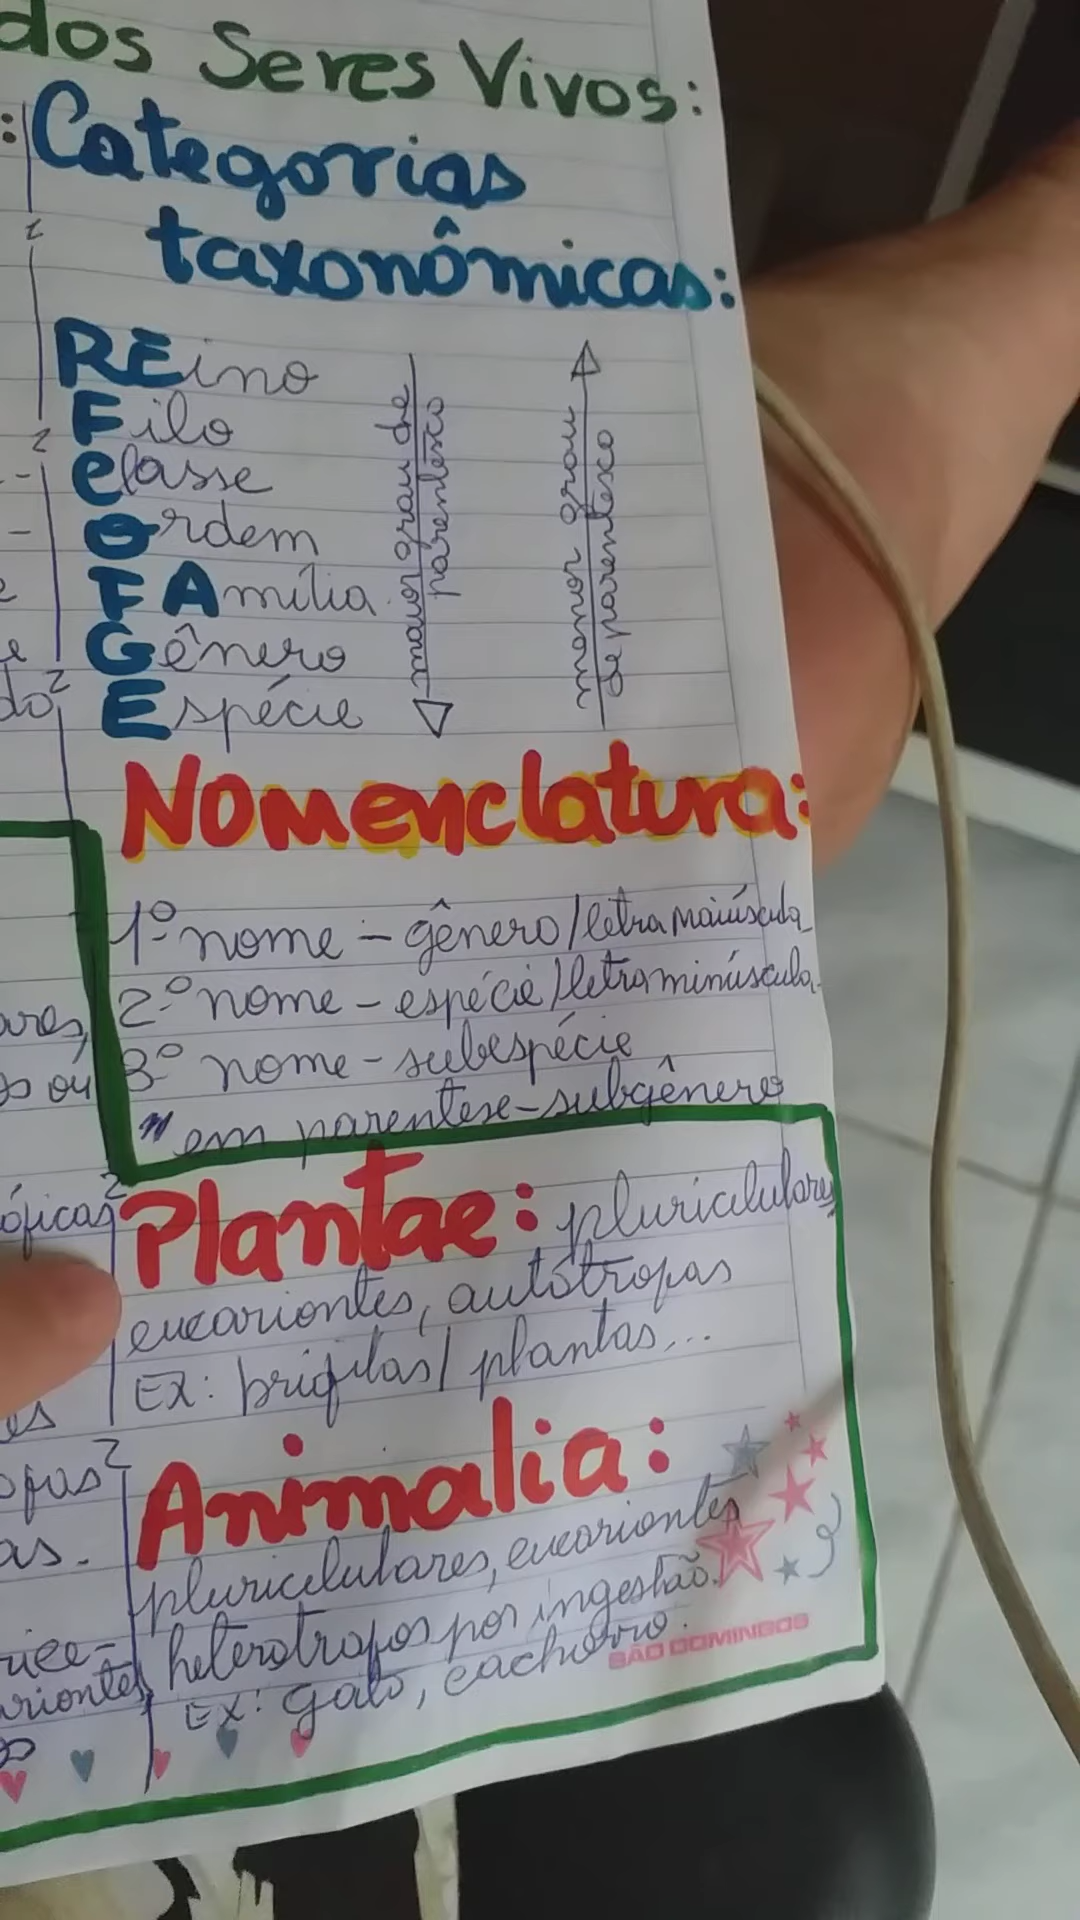 dos Seres Vivos:
Categorias
taxonômicas:
REino
Filo
classe
Ordem
FAmília
Gênero
Espécie
maior grau de
parentesco
menor grau
de parentesco
Nomenclatura:
1º nome - gênero/letra maiúscula
2º nome - espécie/letra minúscula
3º nome - subespécie
" em parentese-subgênero
Plantae: pluricelulares,
eucariontes, autótrofas
EX: briófitas/plantas...
Animalia:
pluricelulares, eucariontes
heterotrofos por ingestão.
EX: gato, cachorro.
SÃO DOMINGOS